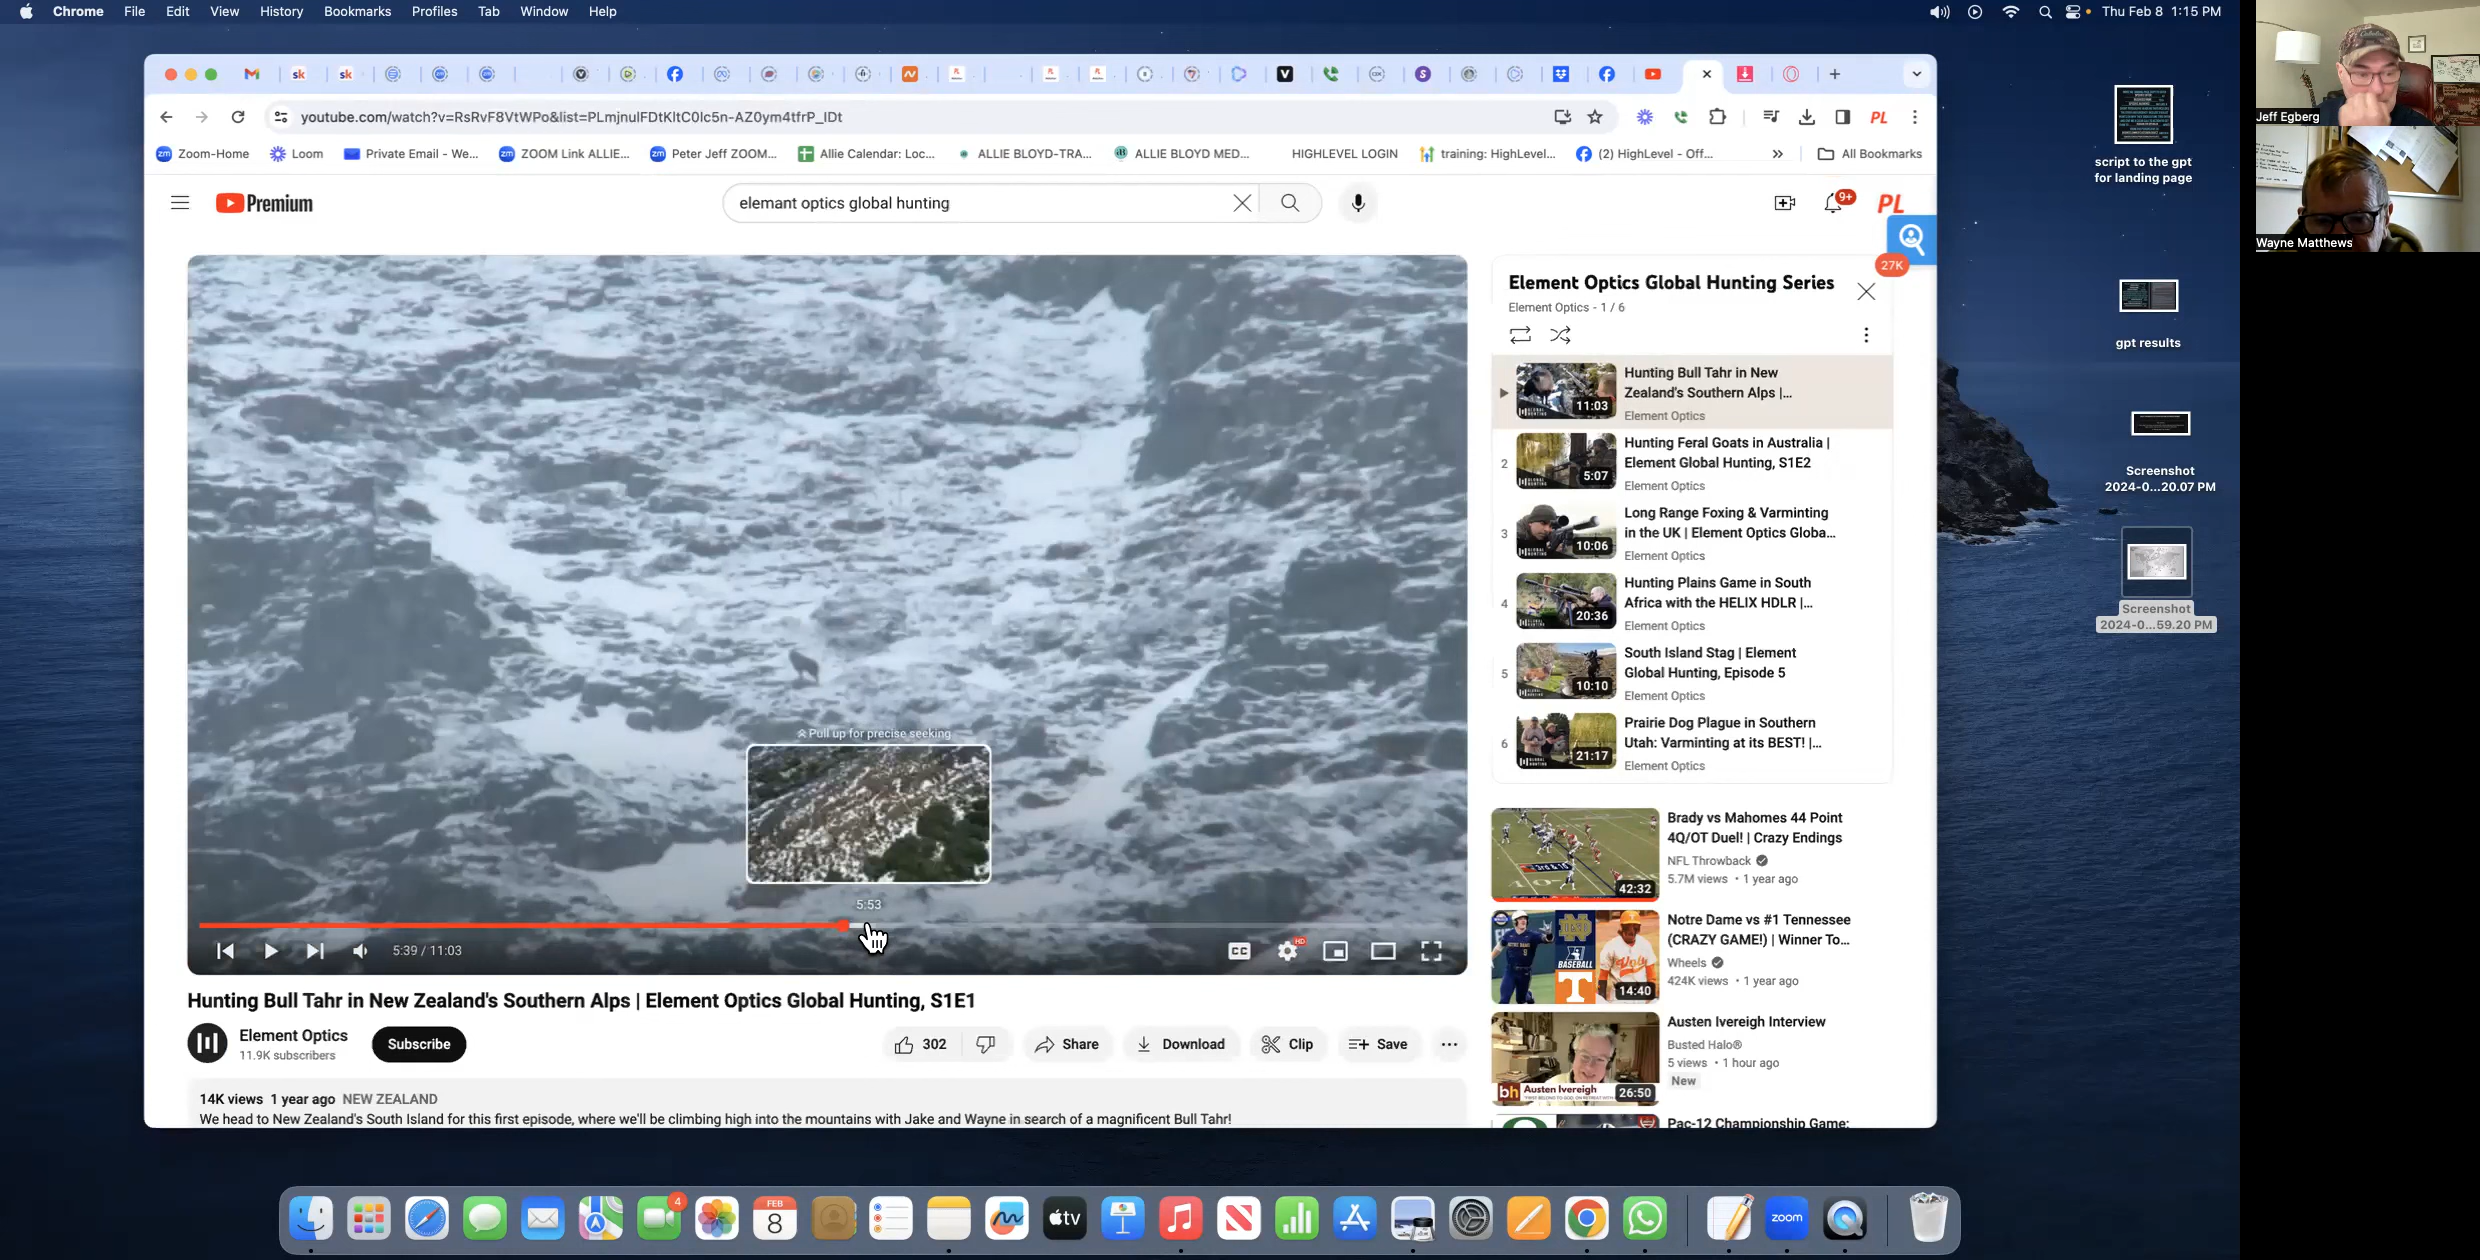 Chrome File Edit View History Bookmarks Profiles Tab Window Help
Thu Feb 8 1:15 PM
youtube.com/watch?v=RsRvF8VtWPo&list=PLmjnulFDtKltC0lc5n-AZ0ym4tfrP_IDt
PL
Zoom-Home Loom Private Email - We... ZOOM Link ALLIE... Peter Jeff ZOOM... Allie Calendar: Loc... ALLIE BLOYD-TRA... ALLIE BLOYD MED... HIGHLEVEL LOGIN training: HighLevel... (2) HighLevel - Off... » All Bookmarks
Premium
elemant optics global hunting
9+
PL
27K
Pull up for precise seeking
5:53
5:39 / 11:03
CC
HD
Hunting Bull Tahr in New Zealand's Southern Alps | Element Optics Global Hunting, S1E1
Element Optics
11.9K subscribers
Subscribe
302
Share
Download
Clip
Save
14K views 1 year ago NEW ZEALAND
We head to New Zealand's South Island for this first episode, where we'll be climbing high into the mountains with Jake and Wayne in search of a magnificent Bull Tahr!
Element Optics Global Hunting Series
Element Optics - 1 / 6
Hunting Bull Tahr in New
Zealand's Southern Alps |...
Element Optics
11:03
2
Hunting Feral Goats in Australia |
Element Global Hunting, S1E2
Element Optics
5:07
3
Long Range Foxing & Varminting
in the UK | Element Optics Globa...
Element Optics
10:06
4
Hunting Plains Game in South
Africa with the HELIX HDLR |...
Element Optics
20:36
5
South Island Stag | Element
Global Hunting, Episode 5
Element Optics
10:10
6
Prairie Dog Plague in Southern
Utah: Varminting at its BEST! |...
Element Optics
21:17
Brady vs Mahomes 44 Point
4Q/OT Duel! | Crazy Endings
NFL Throwback
5.7M views • 1 year ago
42:32
Notre Dame vs #1 Tennessee
(CRAZY GAME!) | Winner To...
Wheels
424K views • 1 year ago
BASEBALL
14:40
Austen Ivereigh Interview
Busted Halo®
5 views • 1 hour ago
New
bh Austen Ivereigh
26:50
Pac-12 Championship Game:
script to the gpt
for landing page
gpt results
Screenshot
2024-0...20.07 PM
Screenshot
2024-0...59.20 PM
Jeff Egberg
Wayne Matthews
4
FEB
8
tv
zoom